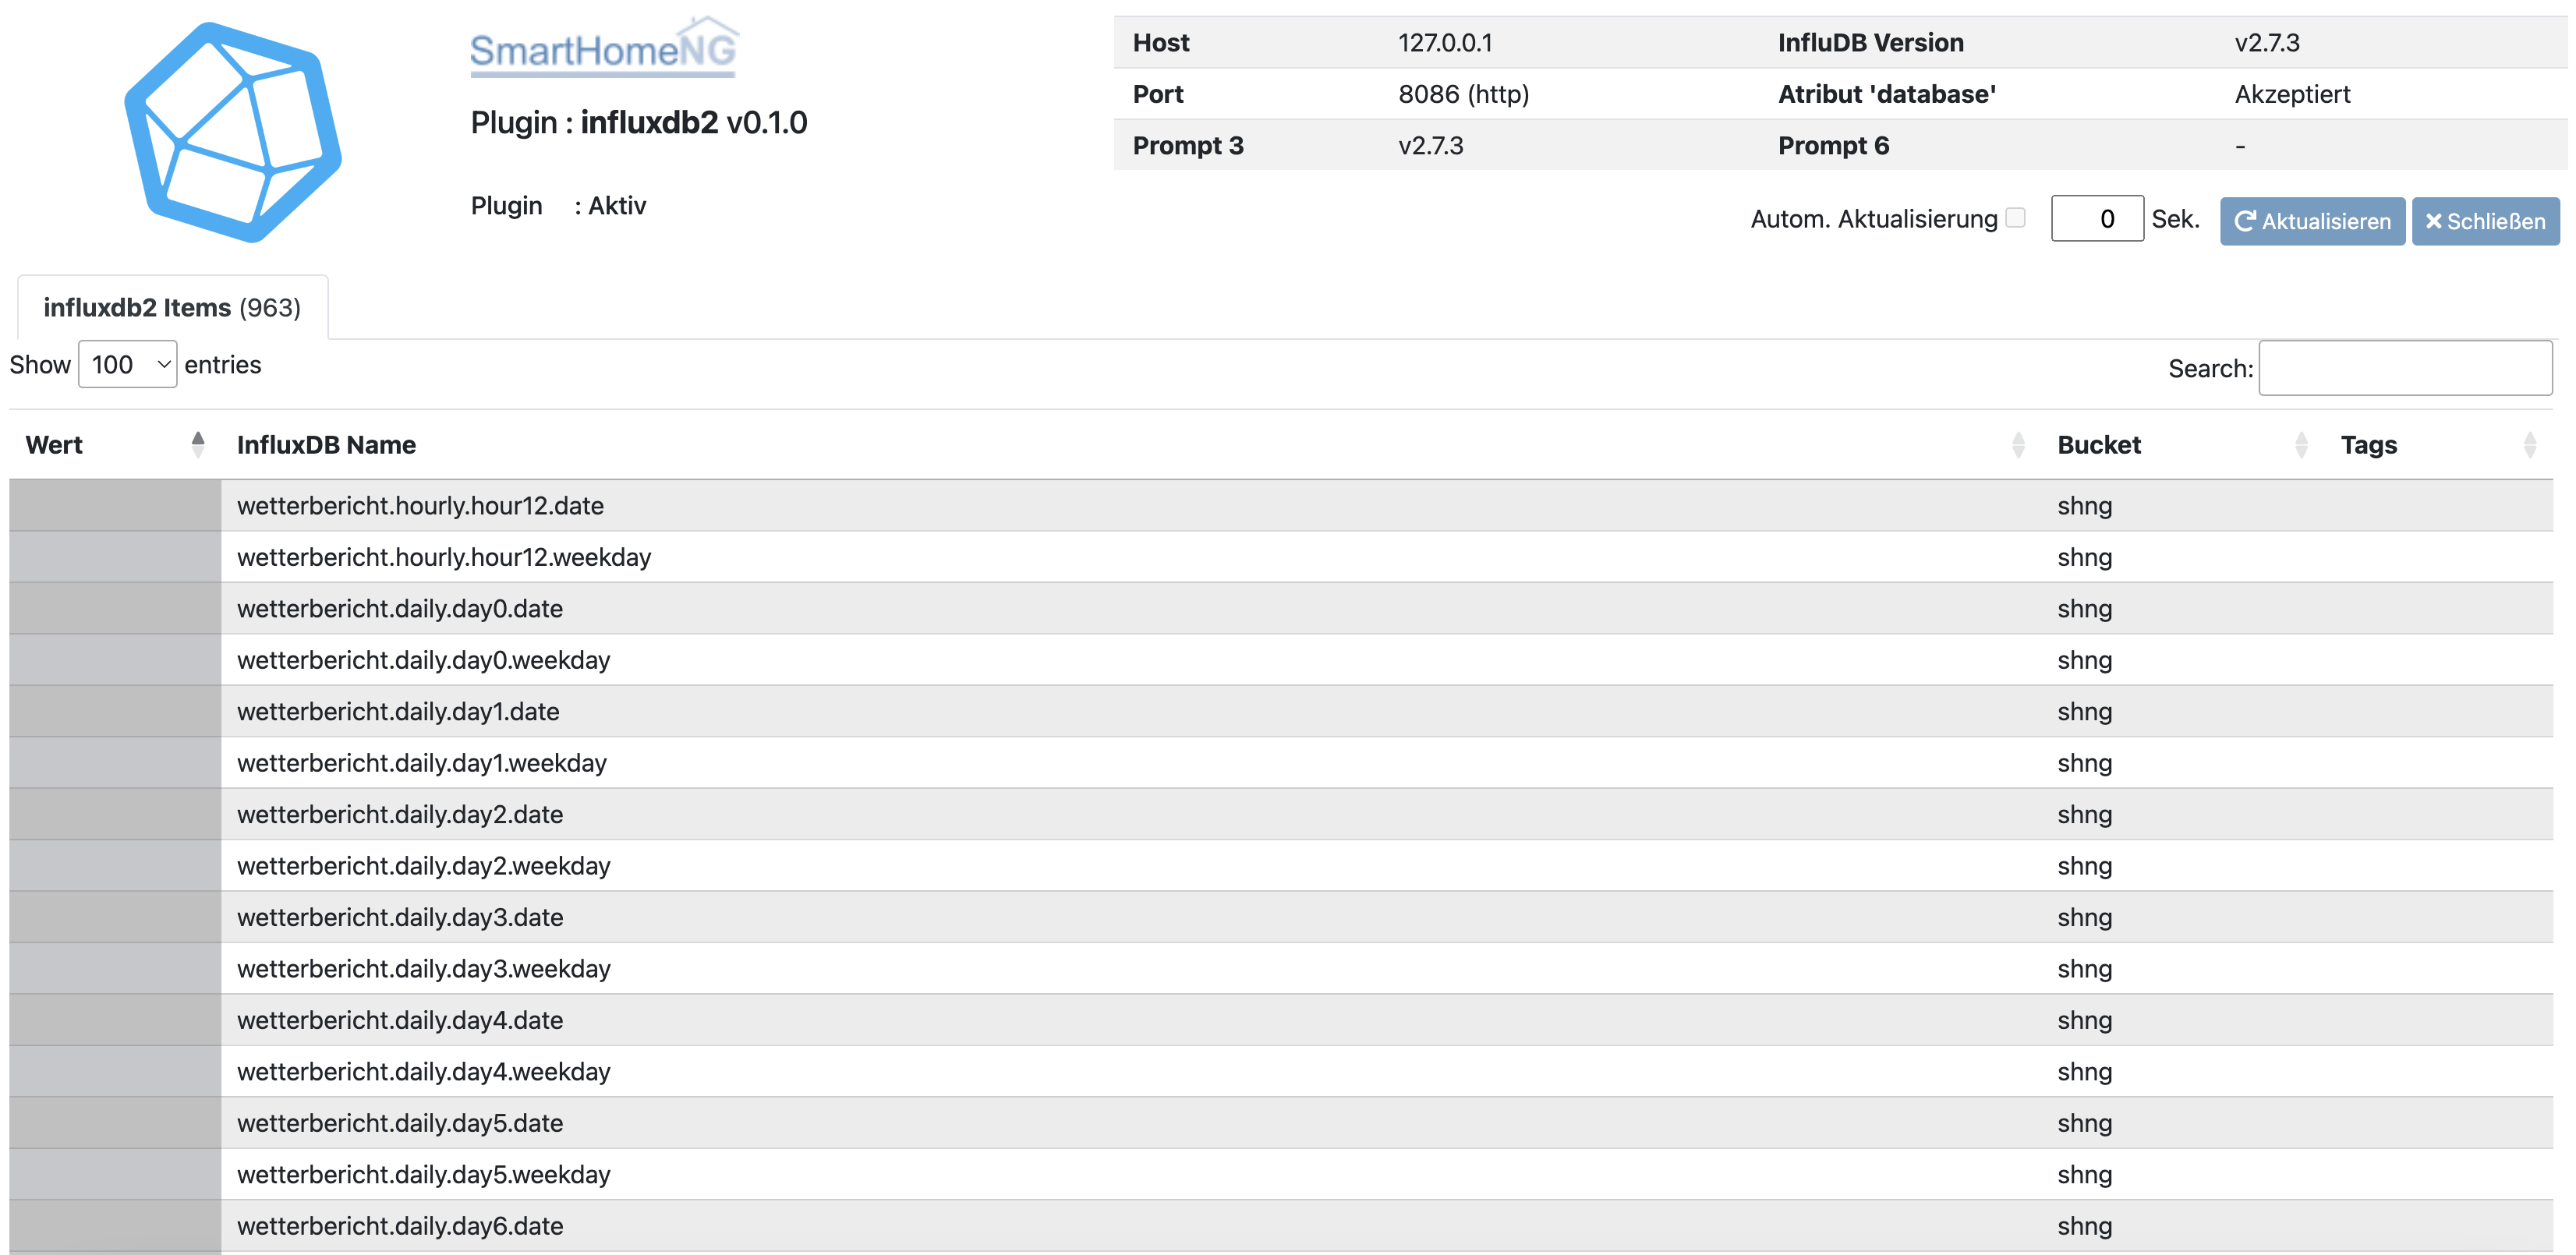 SmartHomeNG
Plugin : influxdb2 v0.1.0
Plugin : Aktiv
Host 127.0.0.1 InfluDB Version v2.7.3
Port 8086 (http) Atribut 'database' Akzeptiert
Prompt 3 v2.7.3 Prompt 6 -
Autom. Aktualisierung 0 Sek. Aktualisieren Schließen
influxdb2 Items (963)
Show 100 entries Search:
Wert InfluxDB Name Bucket Tags
wetterbericht.hourly.hour12.date shng
wetterbericht.hourly.hour12.weekday shng
wetterbericht.daily.day0.date shng
wetterbericht.daily.day0.weekday shng
wetterbericht.daily.day1.date shng
wetterbericht.daily.day1.weekday shng
wetterbericht.daily.day2.date shng
wetterbericht.daily.day2.weekday shng
wetterbericht.daily.day3.date shng
wetterbericht.daily.day3.weekday shng
wetterbericht.daily.day4.date shng
wetterbericht.daily.day4.weekday shng
wetterbericht.daily.day5.date shng
wetterbericht.daily.day5.weekday shng
wetterbericht.daily.day6.date shng